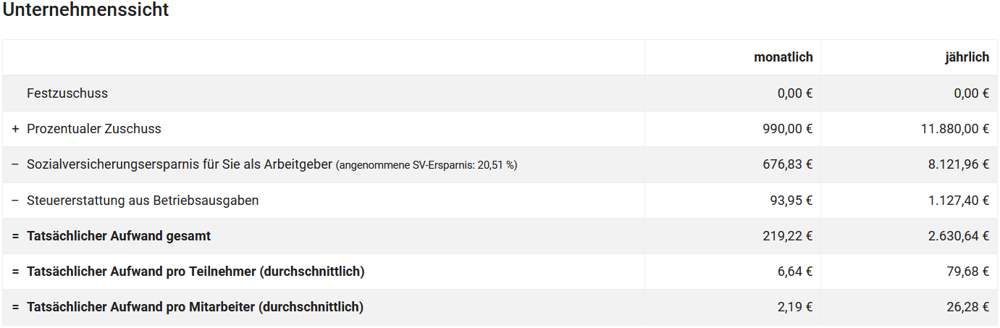 Unternehmenssicht
monatlich jährlich
Festzuschuss 0,00 € 0,00 €
+ Prozentualer Zuschuss 990,00 € 11.880,00 €
– Sozialversicherungsersparnis für Sie als Arbeitgeber (angenommene SV-Ersparnis: 20,51 %) 676,83 € 8.121,96 €
– Steuererstattung aus Betriebsausgaben 93,95 € 1.127,40 €
= Tatsächlicher Aufwand gesamt 219,22 € 2.630,64 €
= Tatsächlicher Aufwand pro Teilnehmer (durchschnittlich) 6,64 € 79,68 €
= Tatsächlicher Aufwand pro Mitarbeiter (durchschnittlich) 2,19 € 26,28 €